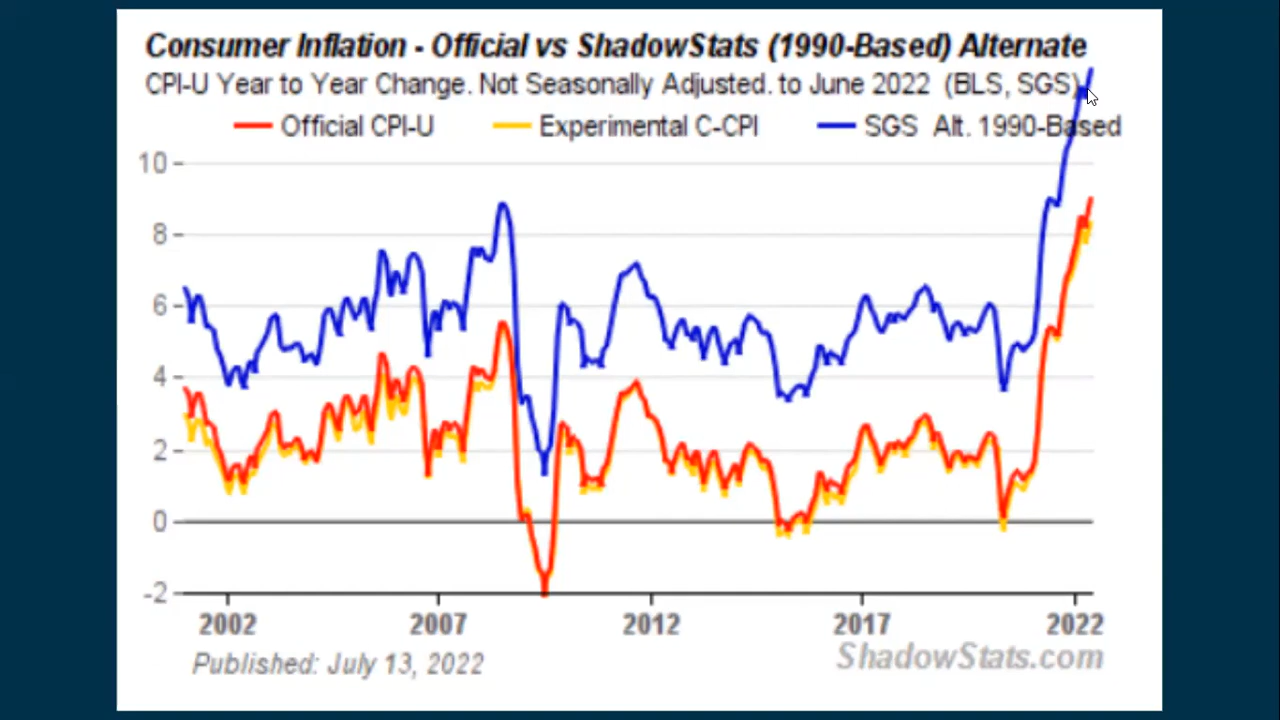 Consumer Inflation - Official vs ShadowStats (1990-Based) Alternate
CPI-U Year to Year Change. Not Seasonally Adjusted. to June 2022 (BLS, SGS)
Official CPI-U Experimental C-CPI SGS Alt. 1990-Based
10
8
6
4
2
0
-2
2002 2007 2012 2017 2022
Published: July 13, 2022
ShadowStats.com